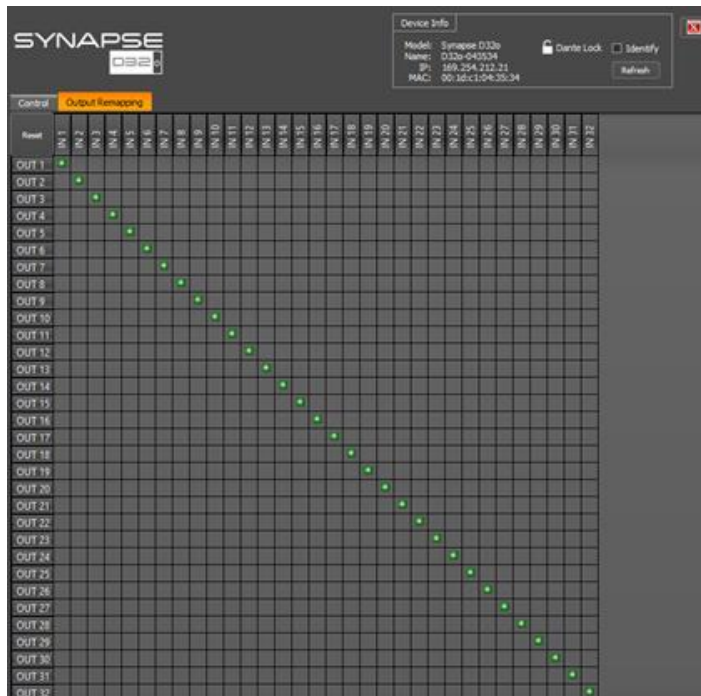 SYNAPSE
D32o
Device Info
Model: Synapse D32o
Name: D32o-043534
IP: 169.254.212.21
MAC: 00:1d:c1:04:35:34
Dante Lock
Identify
Refresh
Control
Output Remapping
Reset
IN 1 IN 2 IN 3 IN 4 IN 5 IN 6 IN 7 IN 8 IN 9 IN 10 IN 11 IN 12 IN 13 IN 14 IN 15 IN 16 IN 17 IN 18 IN 19 IN 20 IN 21 IN 22 IN 23 IN 24 IN 25 IN 26 IN 27 IN 28 IN 29 IN 30 IN 31 IN 32
OUT 1
OUT 2
OUT 3
OUT 4
OUT 5
OUT 6
OUT 7
OUT 8
OUT 9
OUT 10
OUT 11
OUT 12
OUT 13
OUT 14
OUT 15
OUT 16
OUT 17
OUT 18
OUT 19
OUT 20
OUT 21
OUT 22
OUT 23
OUT 24
OUT 25
OUT 26
OUT 27
OUT 28
OUT 29
OUT 30
OUT 31
OUT 32